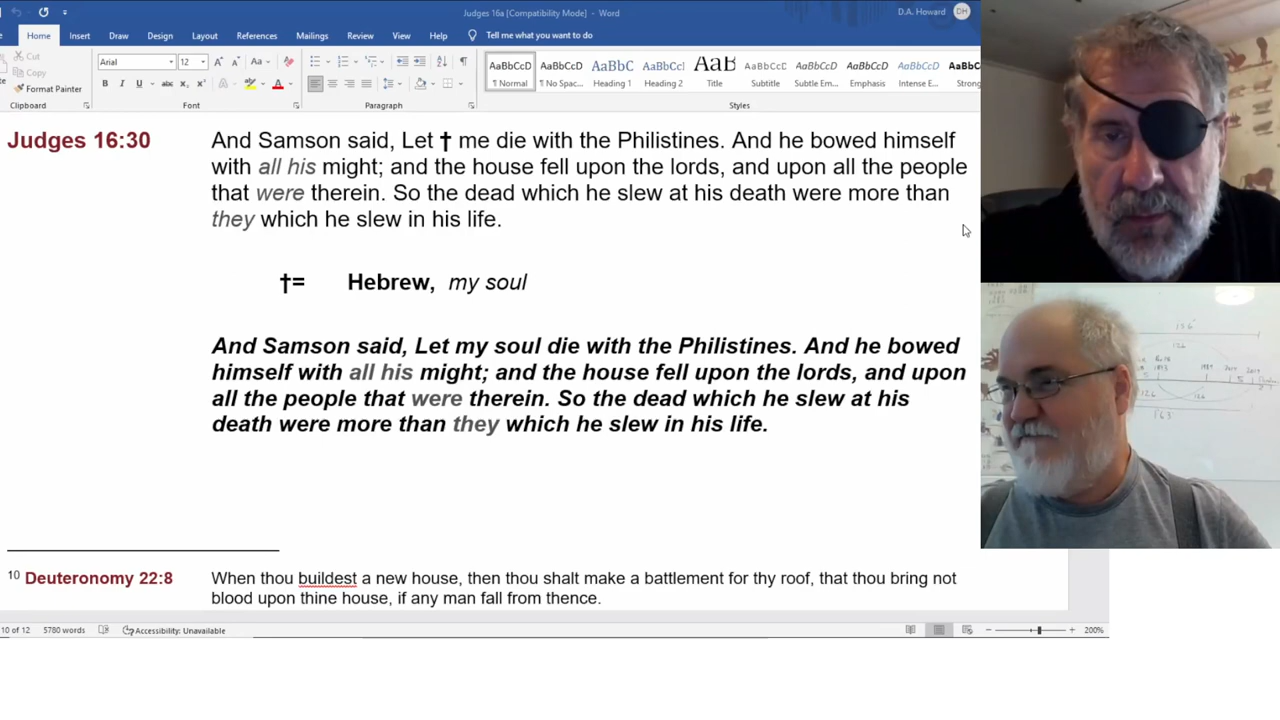 Judges 16a [Compatibility Mode] - Word
D.A. Howard
DH
Home Insert Draw Design Layout References Mailings Review View Help Tell me what you want to do
Cut
Copy
Format Painter
Clipboard
Arial 12
Font
Paragraph
AaBbCcD AaBbCcD AaBbC AaBbCcL AaB AaBbCcD AaBbCcD AaBbCcD AaBbCcD AaBbC
¶ Normal ¶ No Spac... Heading 1 Heading 2 Title Subtitle Subtle Em... Emphasis Intense E... Strong
Styles
Judges 16:30 And Samson said, Let † me die with the Philistines. And he bowed himself
with all his might; and the house fell upon the lords, and upon all the people
that were therein. So the dead which he slew at his death were more than
they which he slew in his life.
†= Hebrew, my soul
And Samson said, Let my soul die with the Philistines. And he bowed
himself with all his might; and the house fell upon the lords, and upon
all the people that were therein. So the dead which he slew at his
death were more than they which he slew in his life.
10 Deuteronomy 22:8 When thou buildest a new house, then thou shalt make a battlement for thy roof, that thou bring not
blood upon thine house, if any man fall from thence.
10 of 12 5780 words Accessibility: Unavailable 200%